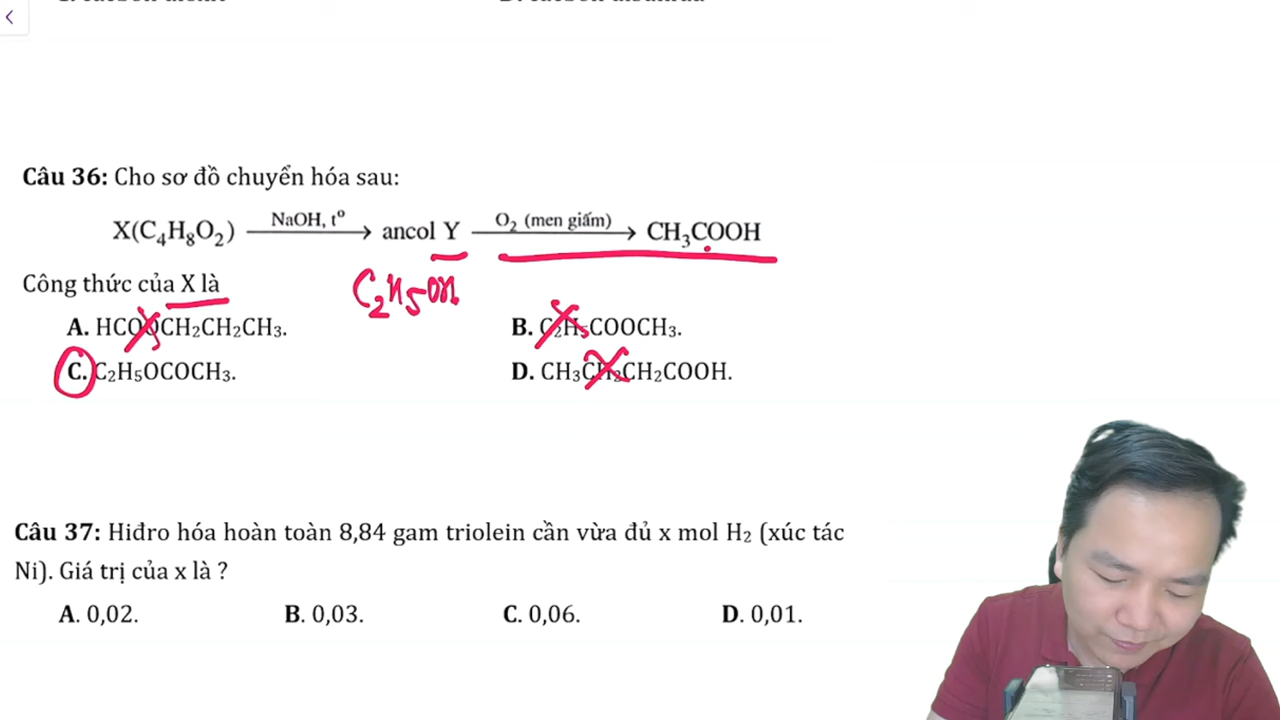 Câu 36: Cho sơ đồ chuyển hóa sau:
X(C₄H₈O₂) NaOH, tº ancol Y O₂ (men giấm) CH₃COOH
Công thức của X là
C₂H₅OH
A. HCOOCH₂CH₂CH₃.
B. C₂H₅COOCH₃.
C. C₂H₅OCOCH₃.
D. CH₃CH₂CH₂COOH.
Câu 37: Hiđro hóa hoàn toàn 8,84 gam triolein cần vừa đủ x mol H₂ (xúc tác
Ni). Giá trị của x là ?
A. 0,02.
B. 0,03.
C. 0,06.
D. 0,01.